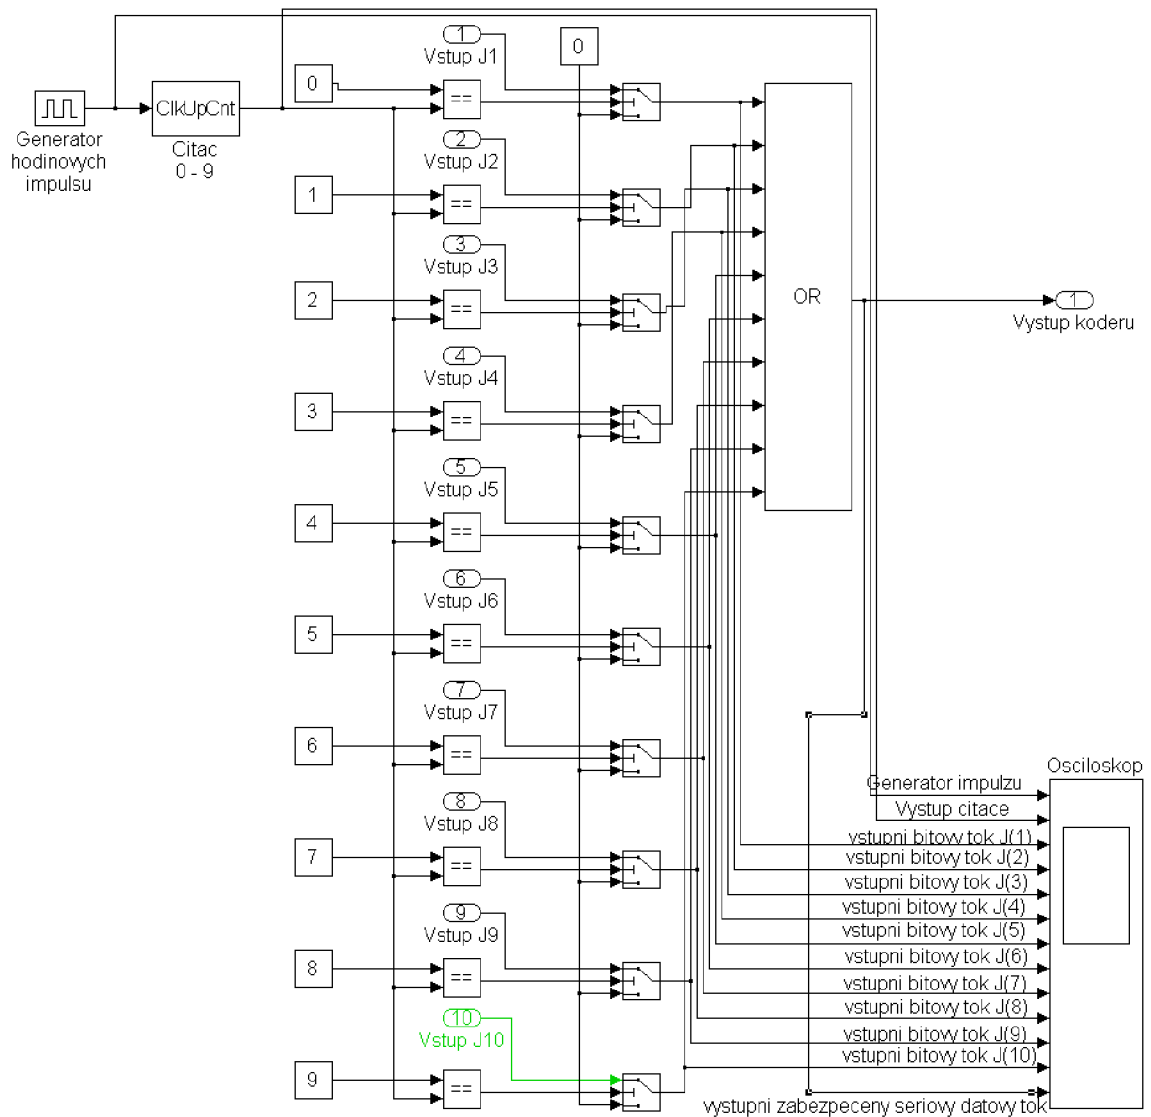 1
Vstup J1
0
0
==
ClkUpCnt
Generator
hodinovych
impulsu
Citac
0 - 9
2
Vstup J2
1
==
3
Vstup J3
2
==
OR
1
Vystup koderu
4
Vstup J4
3
==
5
Vstup J5
4
==
6
Vstup J6
5
==
7
Vstup J7
6
==
8
Vstup J8
7
==
9
Vstup J9
8
==
10
Vstup J10
9
==
Osciloskop
Generator impulzu
Vystup citace
vstupni bitovy tok J(1)
vstupni bitovy tok J(2)
vstupni bitovy tok J(3)
vstupni bitovy tok J(4)
vstupni bitovy tok J(5)
vstupni bitovy tok J(6)
vstupni bitovy tok J(7)
vstupni bitovy tok J(8)
vstupni bitovy tok J(9)
vstupni bitovy tok J(10)
vystupni zabezpeceny seriovy datovy tok